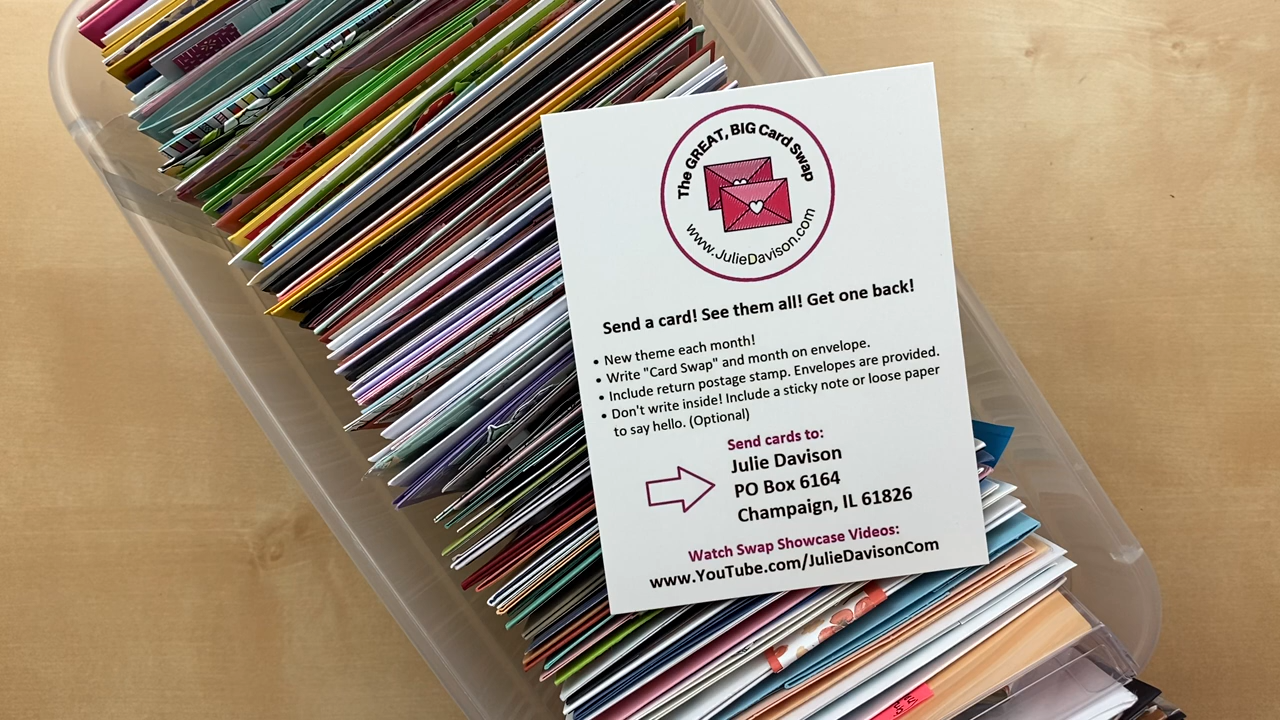 The GREAT, BIG Card Swap
www.JulieDavison.com
Send a card! See them all! Get one back!
• New theme each month!
• Write "Card Swap" and month on envelope.
• Include return postage stamp. Envelopes are provided.
• Don't write inside! Include a sticky note or loose paper
to say hello. (Optional)
Send cards to:
Julie Davison
PO Box 6164
Champaign, IL 61826
Watch Swap Showcase Videos:
www.YouTube.com/JulieDavisonCom